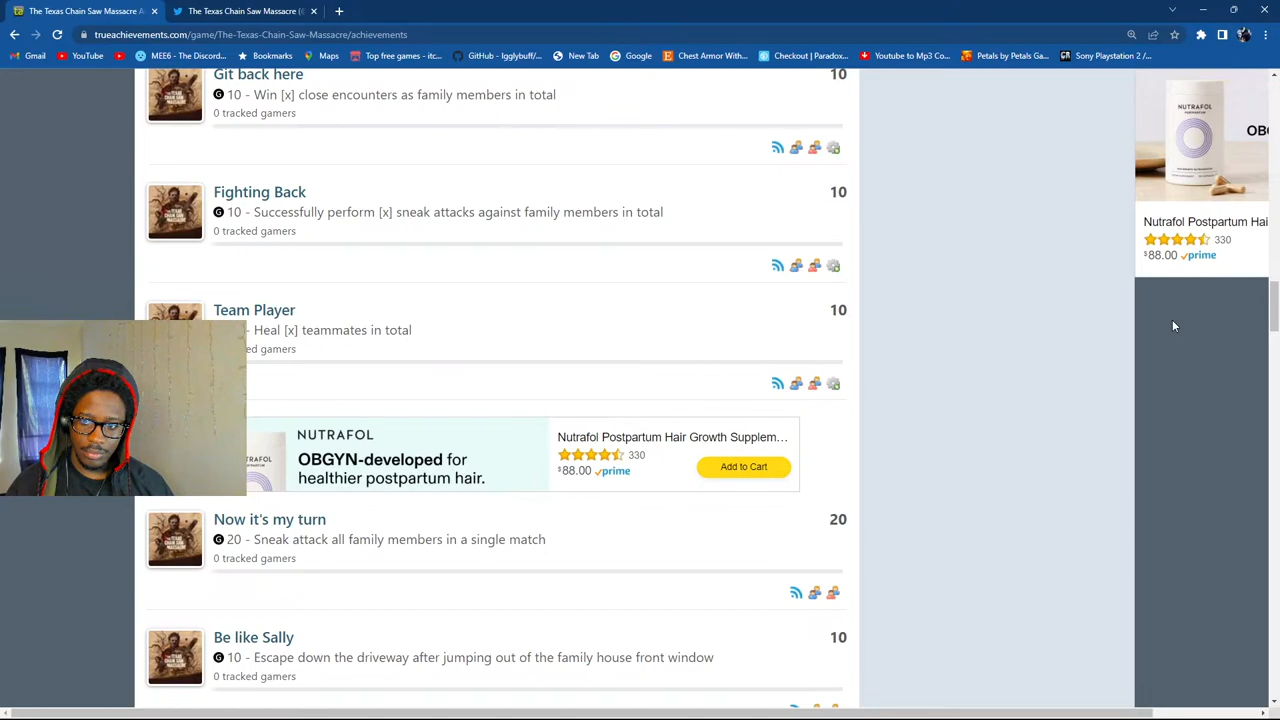 The Texas Chain Saw Massacre A
The Texas Chain-Saw Massacre (
trueachievements.com/game/The-Texas-Chain-Saw-Massacre/achievements
Gmail
YouTube
MEE6 - The Discord...
Bookmarks
Maps
Top free games - itc...
GitHub - Igglybuff/...
New Tab
Google
Chest Armor With...
Checkout | Paradox...
Youtube to Mp3 Co...
Petals by Petals Ga...
Sony Playstation 2 /...
Git back here
10
G 10 - Win [x] close encounters as family members in total
0 tracked gamers
Fighting Back
10
G 10 - Successfully perform [x] sneak attacks against family members in total
0 tracked gamers
Team Player
10
Heal [x] teammates in total
gamers
NUTRAFOL
OBGYN-developed for
healthier postpartum hair.
Nutrafol Postpartum Hair Growth Supplem...
330
$88.00 prime
Add to Cart
Now it's my turn
20
G 20 - Sneak attack all family members in a single match
0 tracked gamers
Be like Sally
10
G 10 - Escape down the driveway after jumping out of the family house front window
0 tracked gamers
NUTRAFOL
OBG
Nutrafol Postpartum Hai
330
$88.00 prime